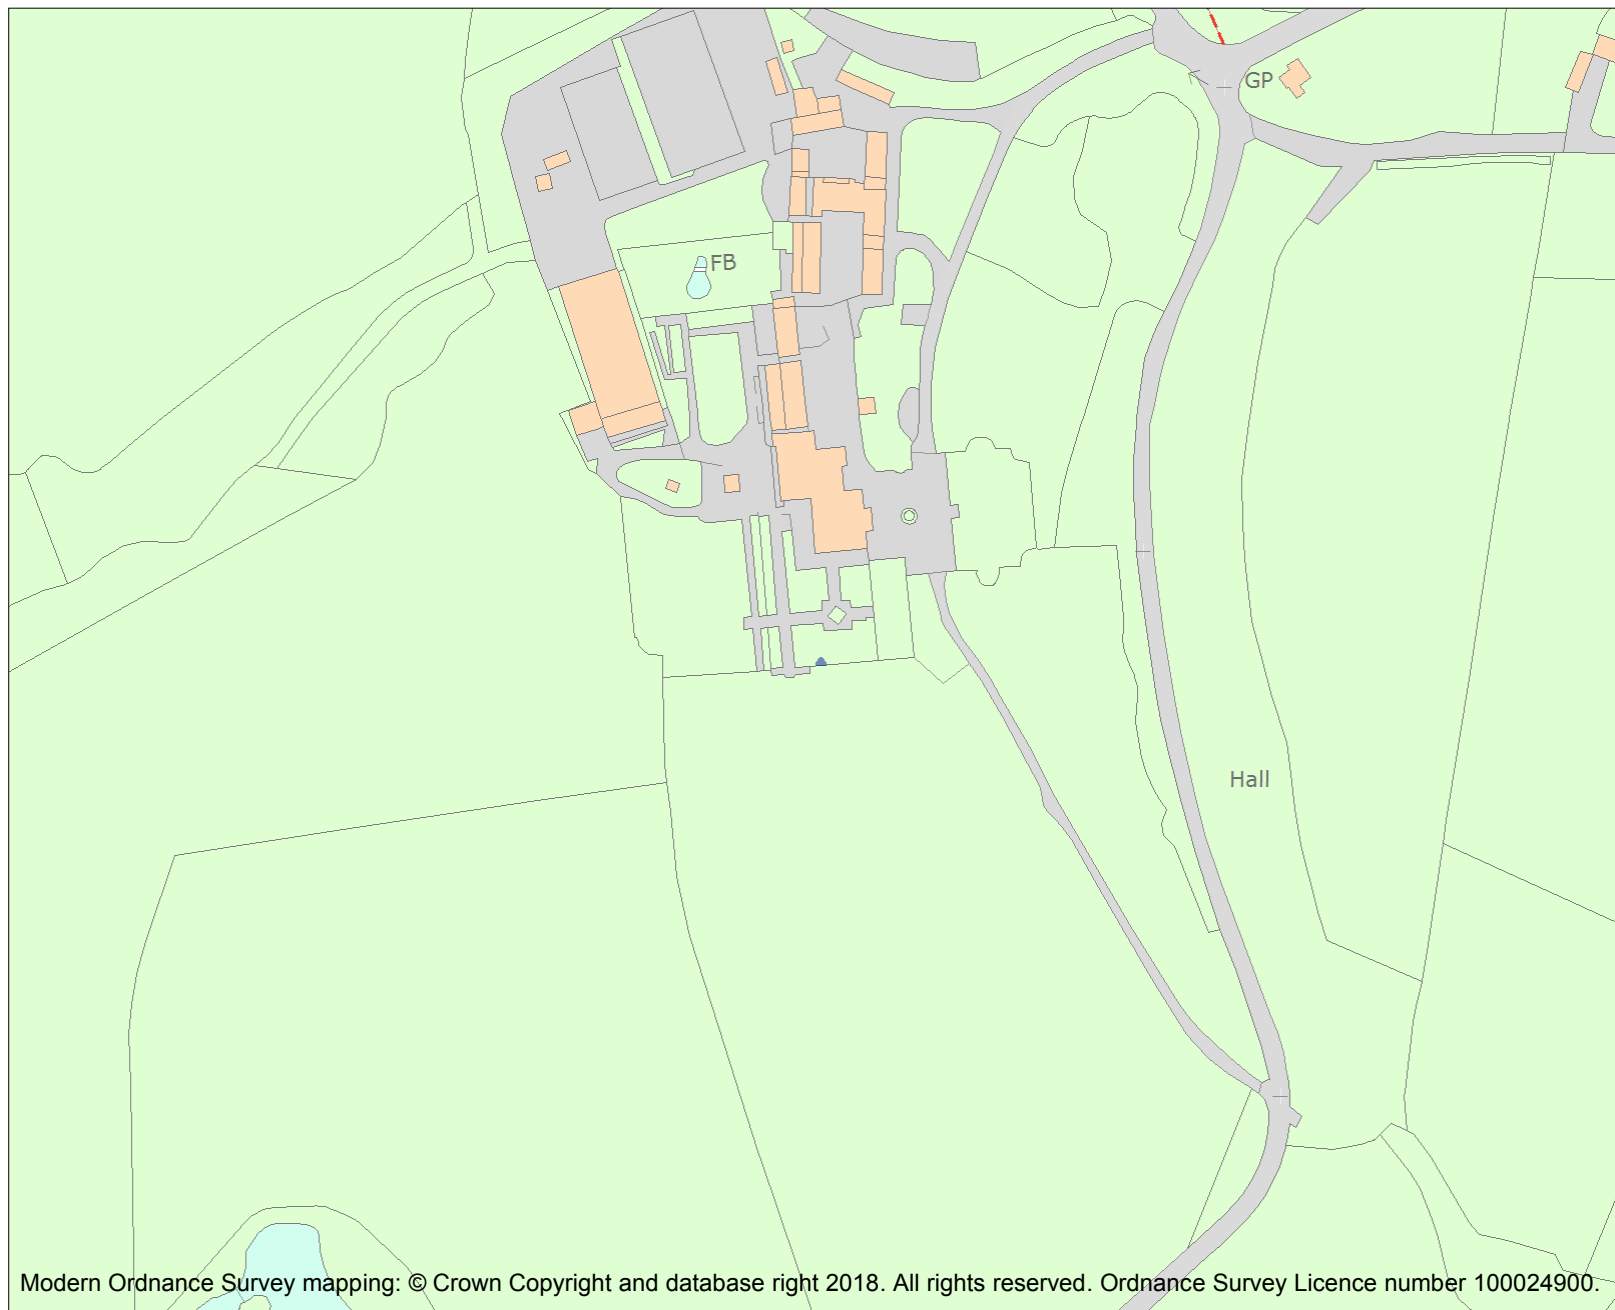 GP
FB
Hall
Modern Ordnance Survey mapping: © Crown Copyright and database right 2018. All rights reserved. Ordnance Survey Licence number 100024900.